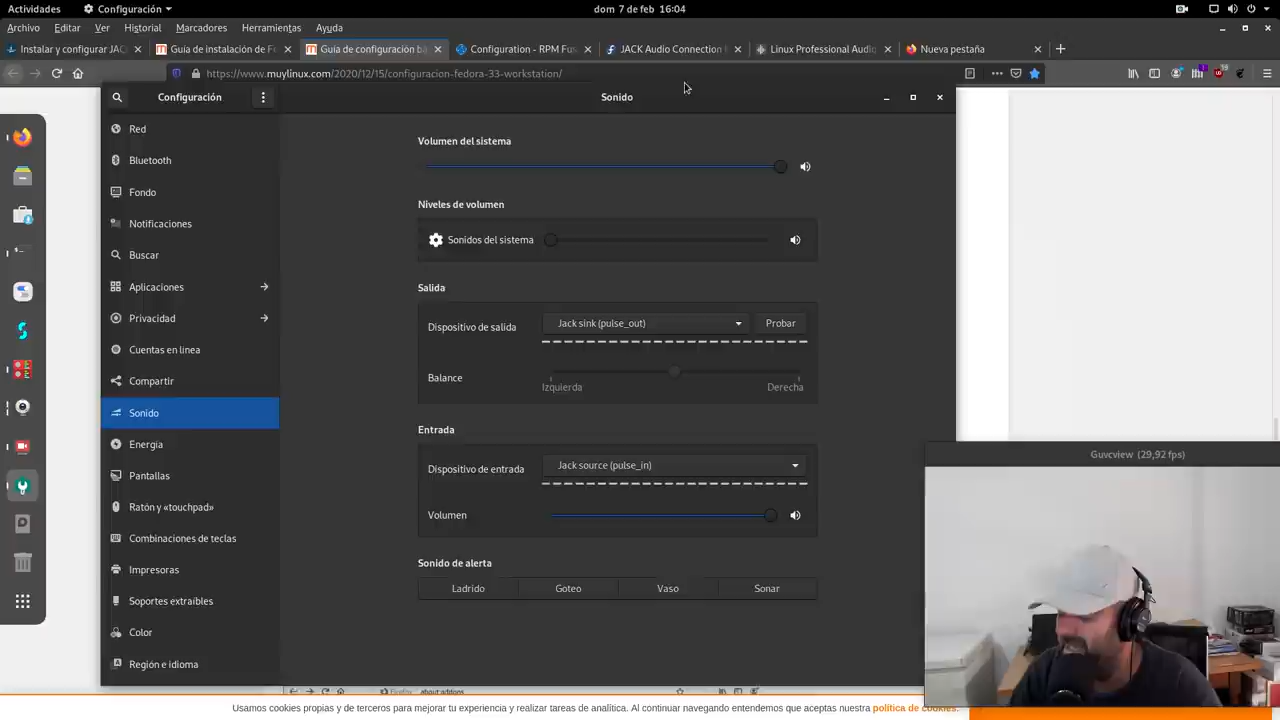 Actividades
Configuración
dom 7 de feb 16:04
Archivo Editar Ver Historial Marcadores Herramientas Ayuda
Instalar y configurar JAC
Guía de instalación de Fe
Guía de configuración bá
Configuration - RPM Fus
JACK Audio Connection
Linux Professional Audio
Nueva pestaña
https://www.muylinux.com/2020/12/15/configuracion-fedora-33-workstation/
Configuración
Sonido
Red
Bluetooth
Fondo
Notificaciones
Buscar
Aplicaciones
Privacidad
Cuentas en línea
Compartir
Sonido
Energía
Pantallas
Ratón y «touchpad»
Combinaciones de teclas
Impresoras
Soportes extraíbles
Color
Región e idioma
Volumen del sistema
Niveles de volumen
Sonidos del sistema
Salida
Dispositivo de salida
Jack sink (pulse_out)
Probar
Balance
Izquierda
Derecha
Entrada
Dispositivo de entrada
Jack source (pulse_in)
Volumen
Sonido de alerta
Ladrido
Goteo
Vaso
Sonar
Guvcview (29,92 fps)
Firefox
about:addons
Usamos cookies propias y de terceros para mejorar tu experiencia y realizar tareas de analítica. Al continuar navegando entendemos que aceptas nuestra política de cookies.